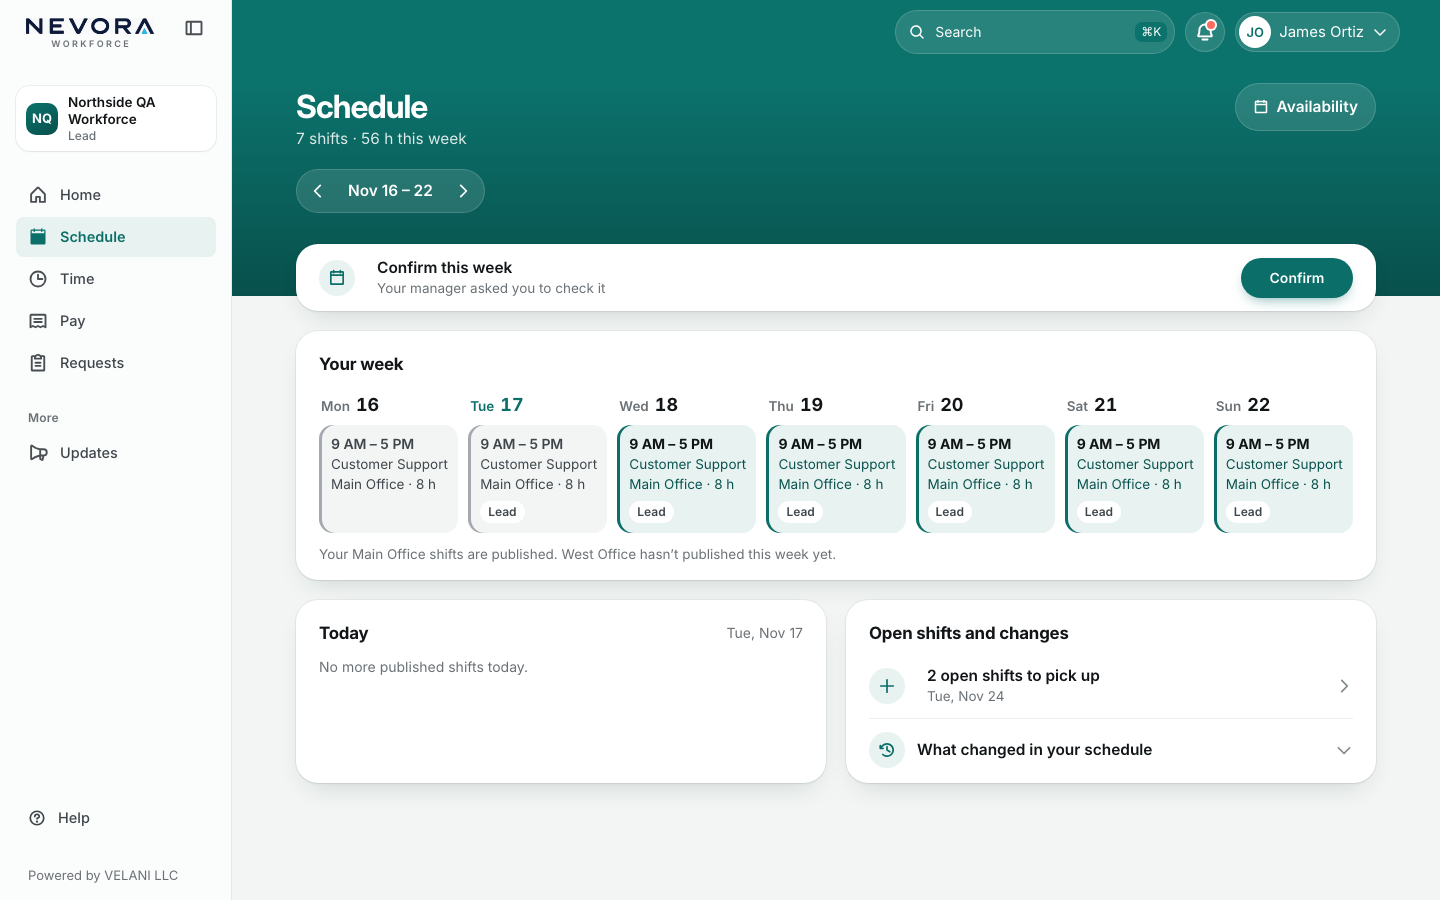 NEVORA
WORKFORCE
Search
⌘K
JO
James Ortiz
Northside QA
Workforce
NQ
Lead
Home
Schedule
Time
Pay
Requests
More
Updates
Help
Powered by VELANI LLC
Schedule
7 shifts · 56 h this week
Availability
Nov 16 – 22
Confirm this week
Your manager asked you to check it
Confirm
Your week
Mon 16
9 AM – 5 PM
Customer Support
Main Office · 8 h
Tue 17
9 AM – 5 PM
Customer Support
Main Office · 8 h
Lead
Wed 18
9 AM – 5 PM
Customer Support
Main Office · 8 h
Lead
Thu 19
9 AM – 5 PM
Customer Support
Main Office · 8 h
Lead
Fri 20
9 AM – 5 PM
Customer Support
Main Office · 8 h
Lead
Sat 21
9 AM – 5 PM
Customer Support
Main Office · 8 h
Lead
Sun 22
9 AM – 5 PM
Customer Support
Main Office · 8 h
Lead
Your Main Office shifts are published. West Office hasn’t published this week yet.
Today
Tue, Nov 17
No more published shifts today.
Open shifts and changes
2 open shifts to pick up
Tue, Nov 24
What changed in your schedule